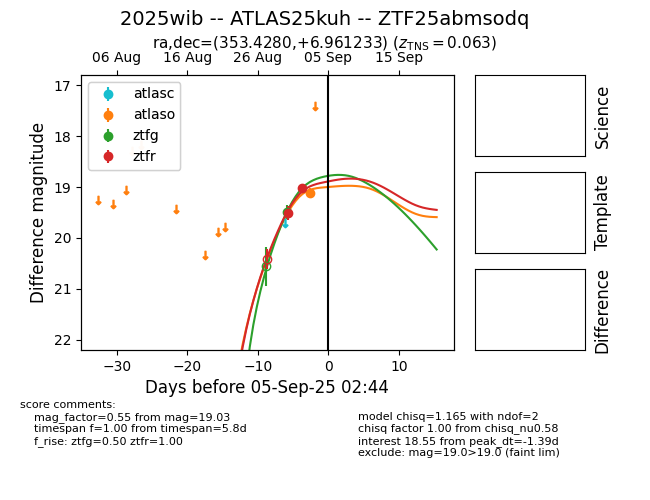 2025wib -- ATLAS25kuh -- ZTF25abmsodq
ra,dec=(353.4280,+6.961233) (zTNS = 0.063)
06 Aug 16 Aug 26 Aug 05 Sep 15 Sep
atlasc
atlaso
ztfg
ztfr
17
18
19
20
21
22
Difference magnitude
−30 −20 −10 0 10
Days before 05-Sep-25 02:44
Science
Template
Difference
score comments:
mag_factor=0.55 from mag=19.03
timespan f=1.00 from timespan=5.8d
f_rise: ztfg=0.50 ztfr=1.00
model chisq=1.165 with ndof=2
chisq factor 1.00 from chisq_nu0.58
interest 18.55 from peak_dt=-1.39d
exclude: mag=19.0>19.0 (faint lim)